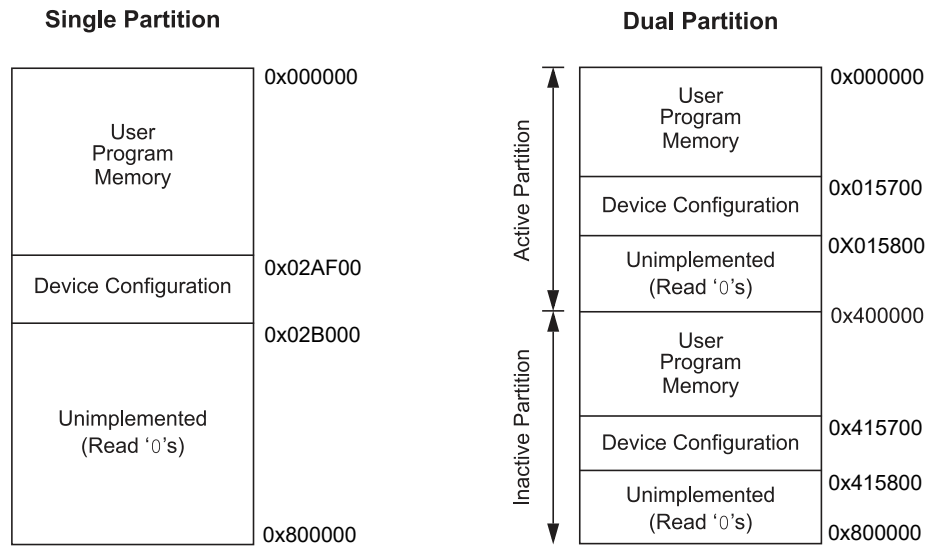 Single Partition
0x000000
User
Program
Memory
0x02AF00
Device Configuration
0x02B000
Unimplemented
(Read ‘0’s)
0x800000
Dual Partition
Active Partition
0x000000
User
Program
Memory
0x015700
Device Configuration
0X015800
Unimplemented
(Read ‘0’s)
0x400000
Inactive Partition
User
Program
Memory
0x415700
Device Configuration
0x415800
Unimplemented
(Read ‘0’s)
0x800000